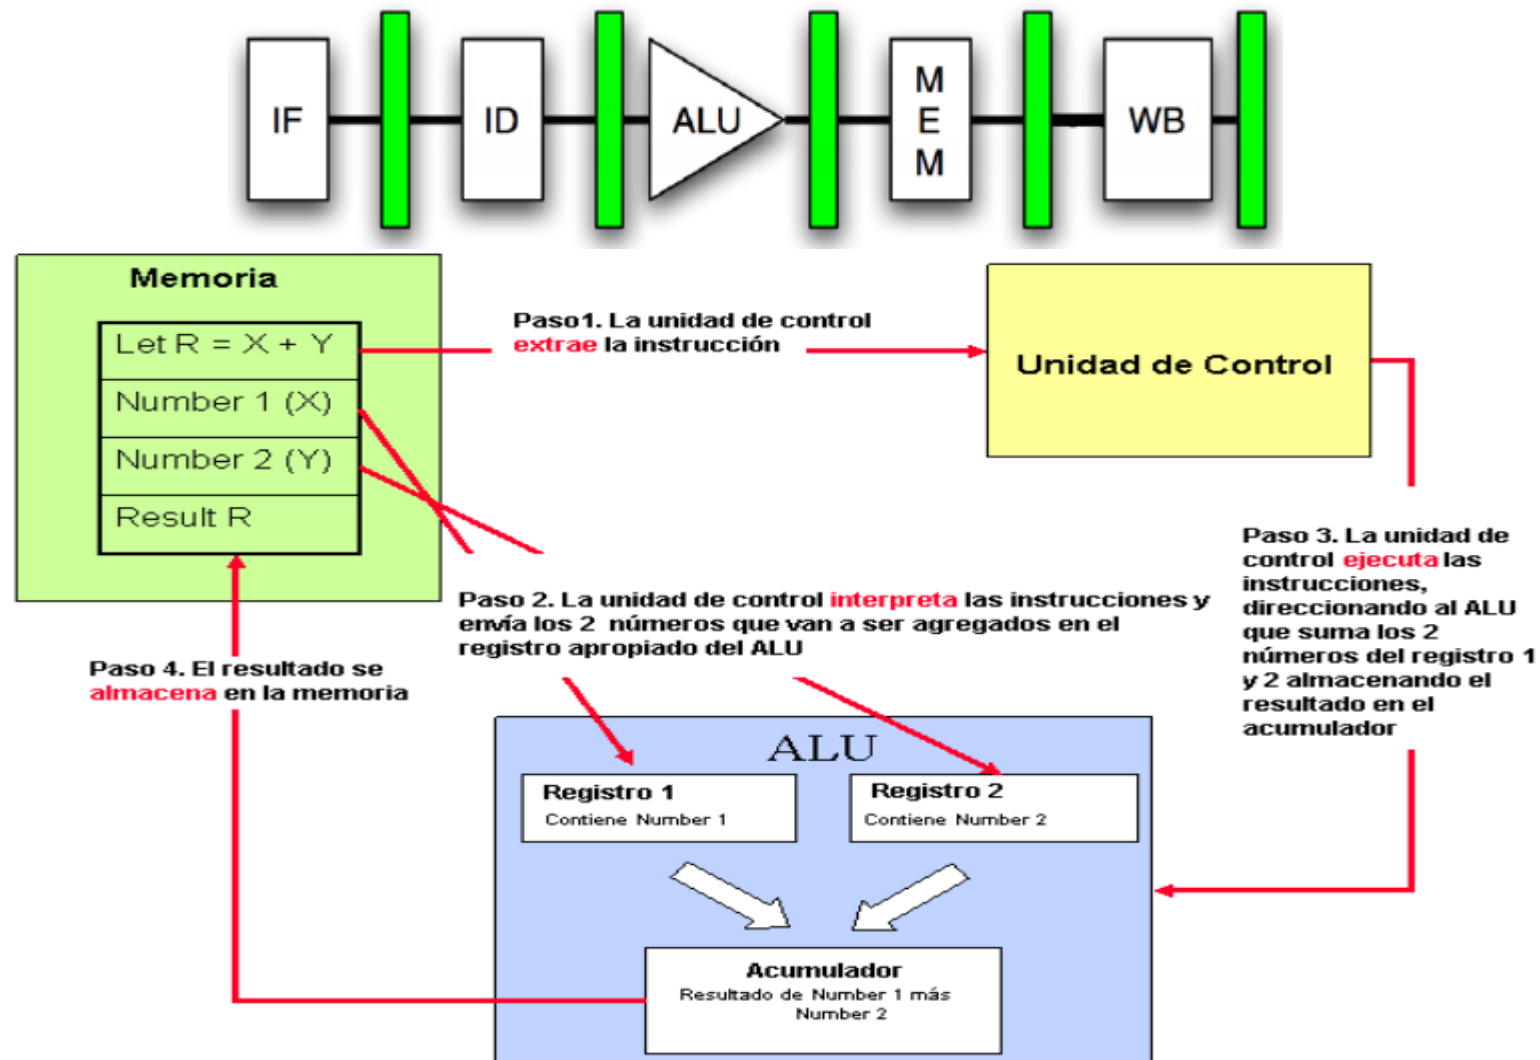 IF
ID
ALU
M
E
M
WB
Memoria
Let R = X + Y
Number 1 (X)
Number 2 (Y)
Result R
Paso1. La unidad de control
extrae la instrucción
Unidad de Control
Paso 2. La unidad de control interpreta las instrucciones y
envía los 2 números que van a ser agregados en el
registro apropiado del ALU
Paso 3. La unidad de
control ejecuta las
instrucciones,
direccionando al ALU
que suma los 2
números del registro 1
y 2 almacenando el
resultado en el
acumulador
Paso 4. El resultado se
almacena en la memoria
ALU
Registro 1
Contiene Number 1
Registro 2
Contiene Number 2
Acumulador
Resultado de Number 1 más
Number 2